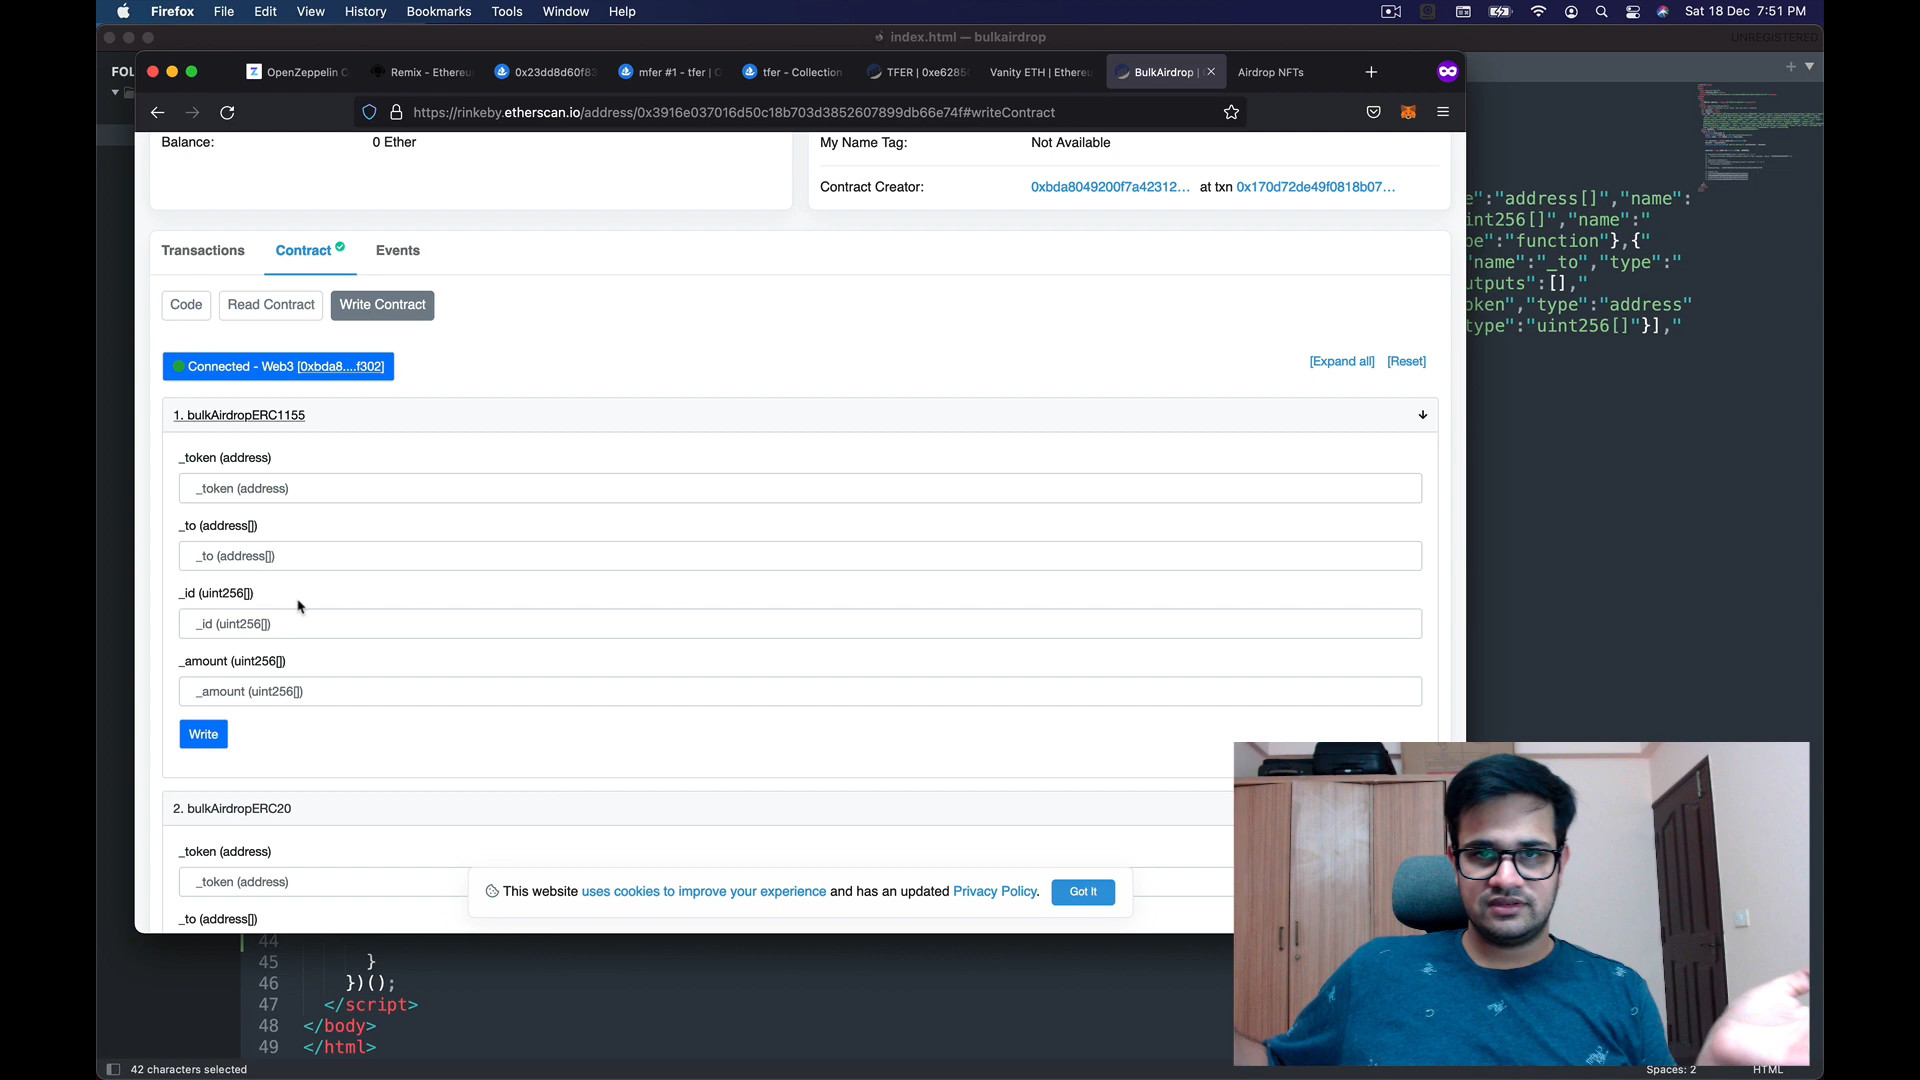 Firefox File Edit View History Bookmarks Tools Window Help Sat 18 Dec 7:51 PM
index.html — bulkairdrop UNREGISTERED
FOL
OpenZeppelin C Remix - Ethereu 0x23dd8d60f83 mfer #1 - tfer | O tfer - Collection TFER | 0xe6285 Vanity ETH | Ethereu BulkAirdrop | Airdrop NFTs
https://rinkeby.etherscan.io/address/0x3916e037016d50c18b703d3852607899db66e74f#writeContract
Balance: 0 Ether
My Name Tag: Not Available
Contract Creator: 0xbda8049200f7a42312... at txn 0x170d72de49f0818b07...
e":"address[]","name":
int256[]","name":"
pe":"function"},{"
"name":"_to","type":"
utputs":[],"
oken","type":"address"
type":"uint256[]"}],"
Transactions Contract Events
Code Read Contract Write Contract
Connected - Web3 [0xbda8....f302]
[Expand all] [Reset]
1. bulkAirdropERC1155
_token (address)
_token (address)
_to (address[])
_to (address[])
_id (uint256[])
_id (uint256[])
_amount (uint256[])
_amount (uint256[])
Write
2. bulkAirdropERC20
_token (address)
_token (address)
_to (address[])
This website uses cookies to improve your experience and has an updated Privacy Policy. Got It
44
45 }
46 })();
47 </script>
48 </body>
49 </html>
42 characters selected Spaces: 2 HTML